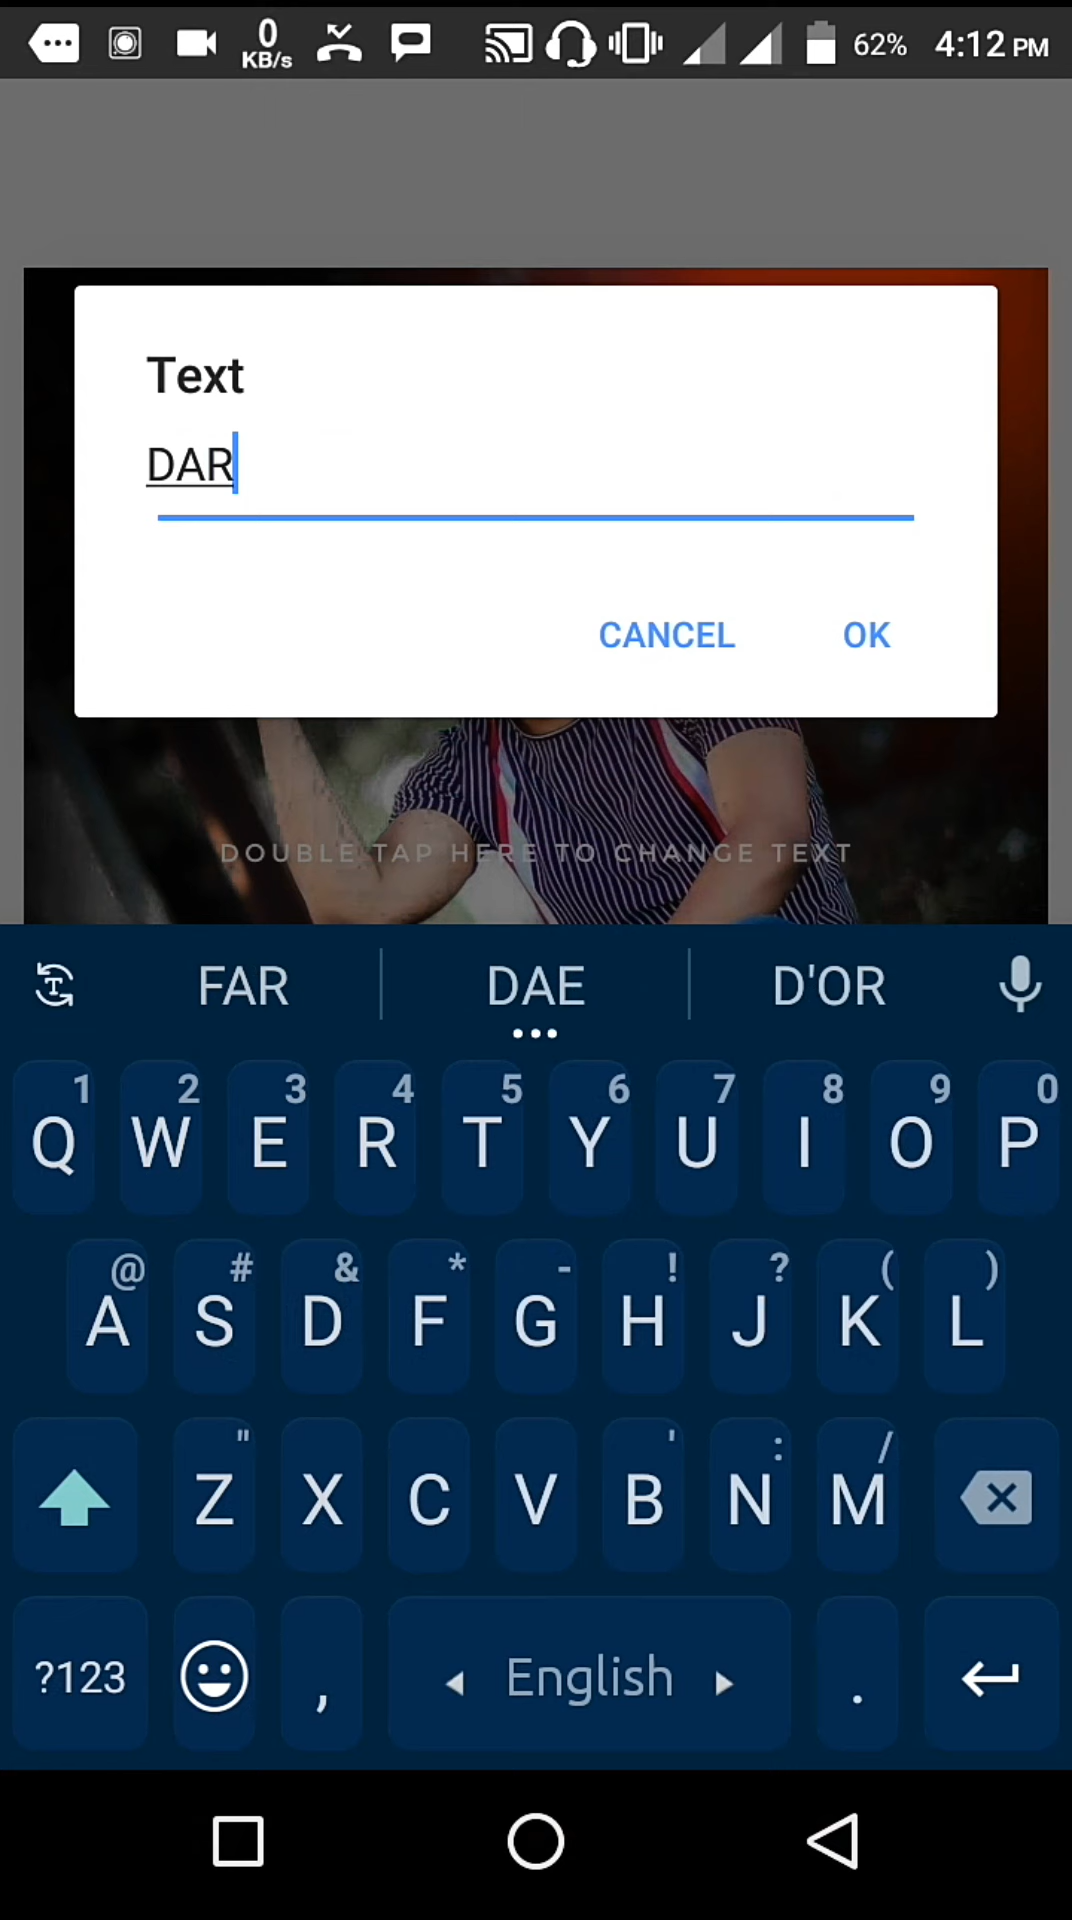 0 KB/s 62% 4:12 PM
Text
DAR
CANCEL OK
DOUBLE TAP HERE TO CHANGE TEXT
FAR DAE D'OR
1 2 3 4 5 6 7 8 9 0
Q W E R T Y U I O P
@ # & * - ! ? ( )
A S D F G H J K L
" ' : /
Z X C V B N M
?123 , English .